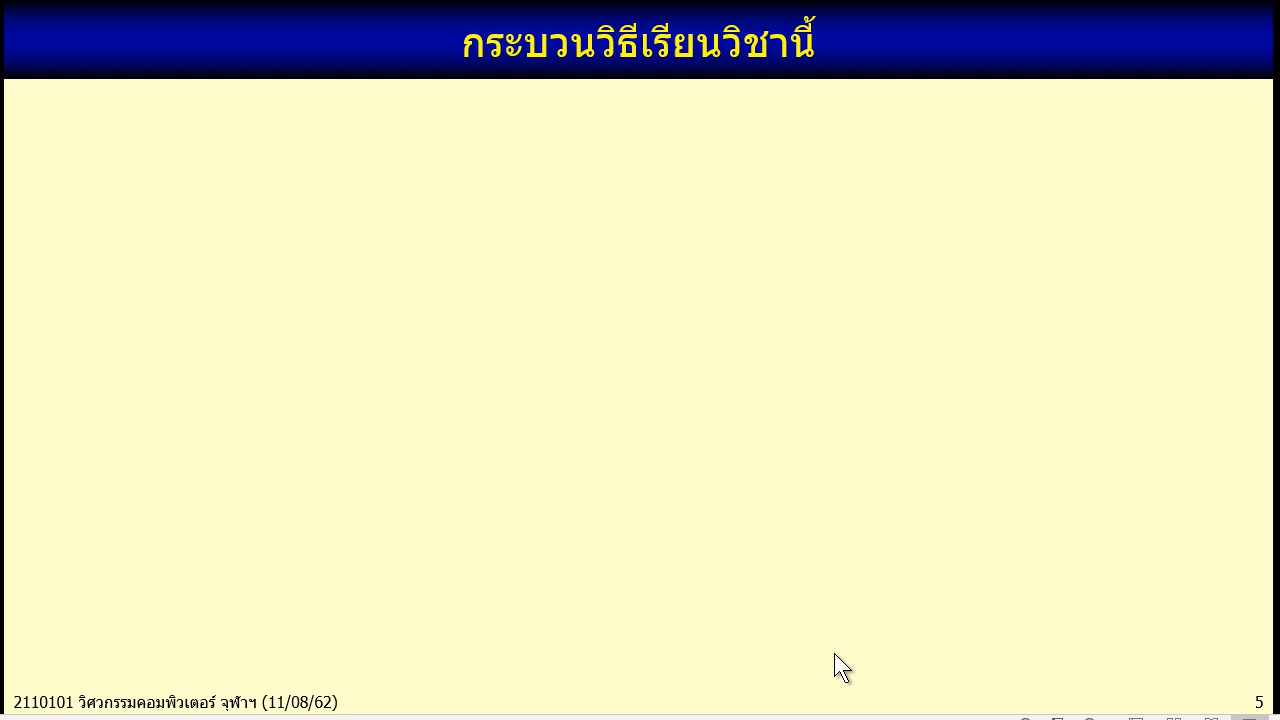 กระบวนวิธีเรียนวิชานี้
2110101 วิศวกรรมคอมพิวเตอร์ จุฬาฯ (11/08/62)
5